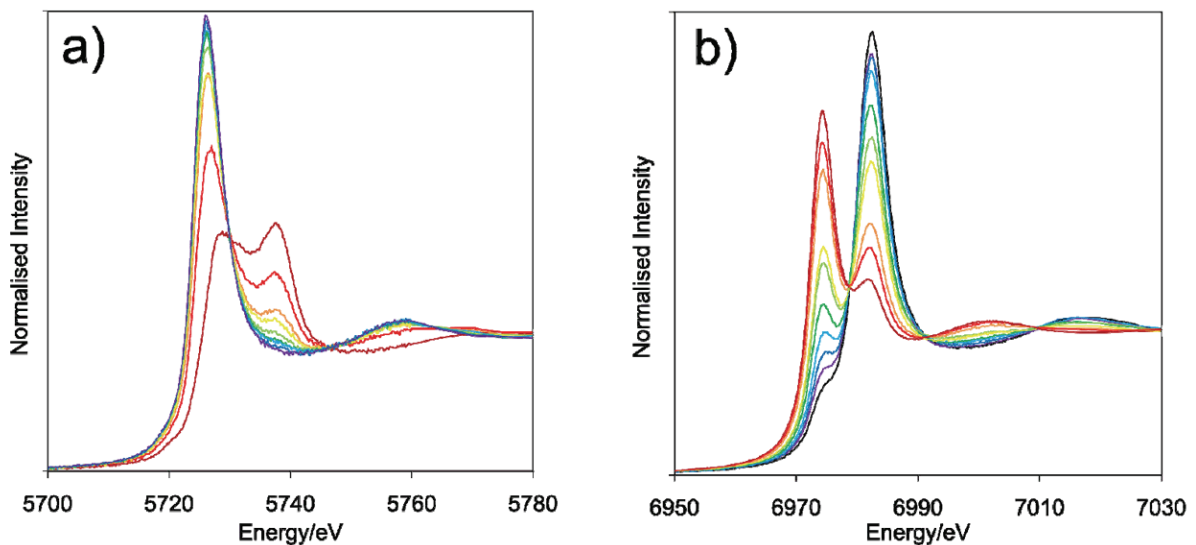 a)
Normalised Intensity
5700 5720 5740 5760 5780
Energy/eV
b)
Normalised Intensity
6950 6970 6990 7010 7030
Energy/eV